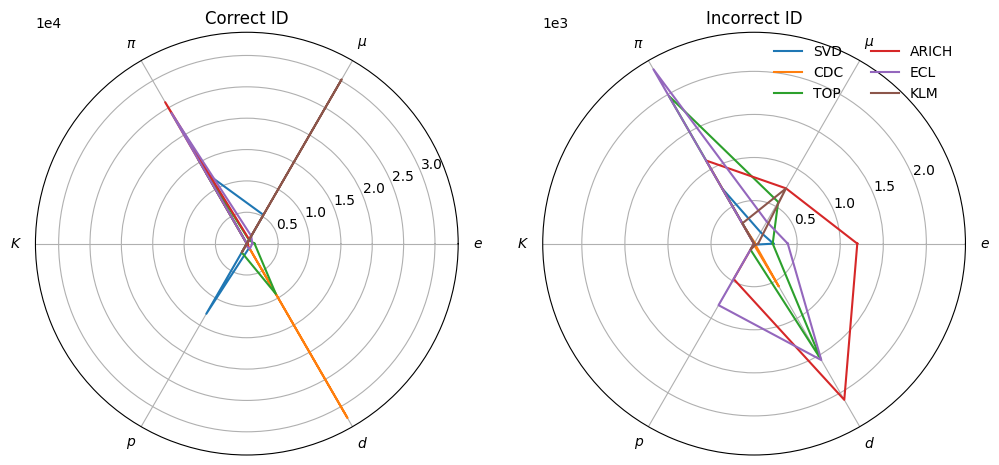 Correct ID
1e4
π
μ
K
e
p
d
0.5
1.0
1.5
2.0
2.5
3.0
Incorrect ID
1e3
π
μ
K
e
p
d
0.5
1.0
1.5
2.0
SVD
CDC
TOP
ARICH
ECL
KLM